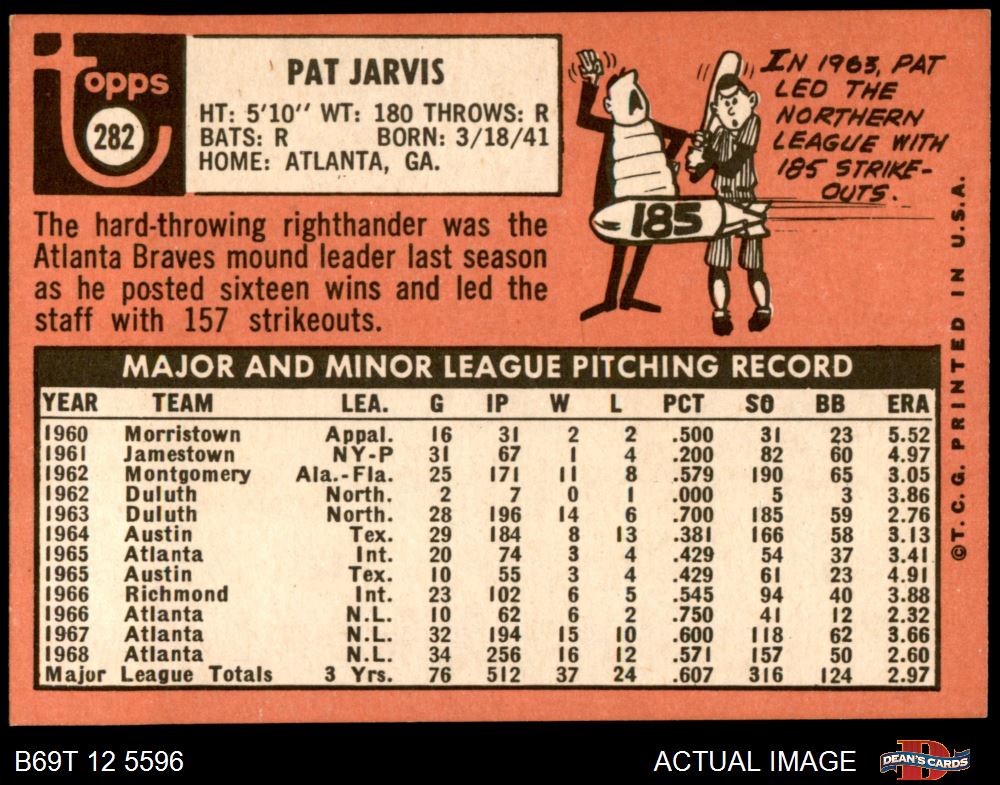 Topps
282
PAT JARVIS
HT: 5'10" WT: 180 THROWS: R
BATS: R BORN: 3/18/41
HOME: ATLANTA, GA.
IN 1963, PAT
LED THE
NORTHERN
LEAGUE WITH
185 STRIKE-
OUTS.
185
The hard-throwing righthander was the
Atlanta Braves mound leader last season
as he posted sixteen wins and led the
staff with 157 strikeouts.
MAJOR AND MINOR LEAGUE PITCHING RECORD
YEAR TEAM LEA. G IP W L PCT SO BB ERA
1960 Morristown Appal. 16 31 2 2 .500 31 23 5.52
1961 Jamestown NY-P 31 67 1 4 .200 82 60 4.97
1962 Montgomery Ala.-Fla. 25 171 11 8 .579 190 65 3.05
1962 Duluth North. 2 7 0 1 .000 5 3 3.86
1963 Duluth North. 28 196 14 6 .700 185 59 2.76
1964 Austin Tex. 29 184 8 13 .381 166 58 3.13
1965 Atlanta Int. 20 74 3 4 .429 54 37 3.41
1965 Austin Tex. 10 55 3 4 .429 61 23 4.91
1966 Richmond Int. 23 102 6 5 .545 94 40 3.88
1966 Atlanta N.L. 10 62 6 2 .750 41 12 2.32
1967 Atlanta N.L. 32 194 15 10 .600 118 62 3.66
1968 Atlanta N.L. 34 256 16 12 .571 157 50 2.60
Major League Totals 3 Yrs. 76 512 37 24 .607 316 124 2.97
©T.C.G. PRINTED IN U.S.A.
B69T 12 5596
ACTUAL IMAGE
D
DEAN'S CARDS